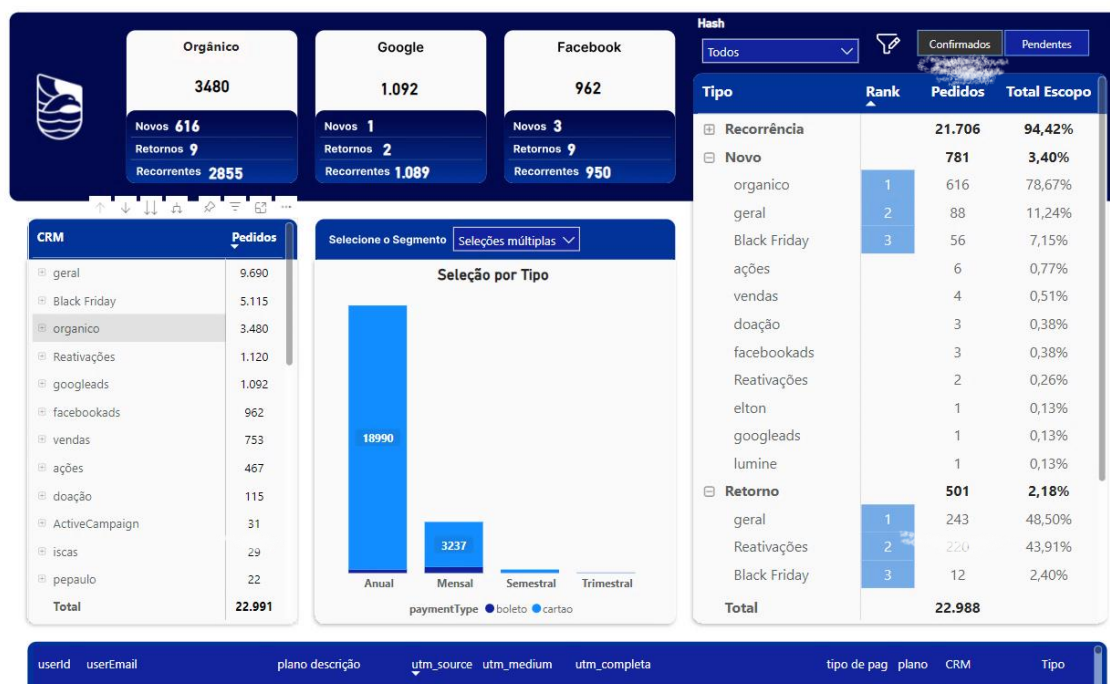 Hash
Todos
Confirmados
Pendentes
Orgânico
3480
Novos 616
Retornos 9
Recorrentes 2855
Google
1.092
Novos 1
Retornos 2
Recorrentes 1.089
Facebook
962
Novos 3
Retornos 9
Recorrentes 950
CRM Pedidos
geral 9.690
Black Friday 5.115
organico 3.480
Reativações 1.120
googleads 1.092
facebookads 962
vendas 753
ações 467
doação 115
ActiveCampaign 31
iscas 29
pepaulo 22
Total 22.991
Selecione o Segmento Seleções múltiplas
Seleção por Tipo
18990
3237
Anual Mensal Semestral Trimestral
paymentType boleto cartao
Tipo Rank Pedidos Total Escopo
Recorrência 21.706 94,42%
Novo 781 3,40%
organico 1 616 78,67%
geral 2 88 11,24%
Black Friday 3 56 7,15%
ações 6 0,77%
vendas 4 0,51%
doação 3 0,38%
facebookads 3 0,38%
Reativações 2 0,26%
elton 1 0,13%
googleads 1 0,13%
lumine 1 0,13%
Retorno 501 2,18%
geral 1 243 48,50%
Reativações 2 220 43,91%
Black Friday 3 12 2,40%
Total 22.988
userId userEmail plano descrição utm_source utm_medium utm_completa tipo de pag plano CRM Tipo